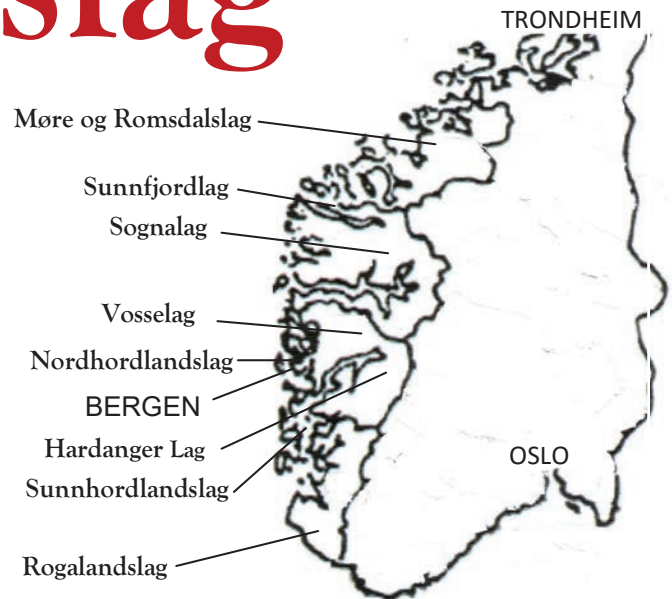 slag
TRONDHEIM
Møre og Romsdalslag
Sunnfjordlag
Sognalag
Vosselag
Nordhordlandslag
BERGEN
Hardanger Lag
OSLO
Sunnhordlandslag
Rogalandslag